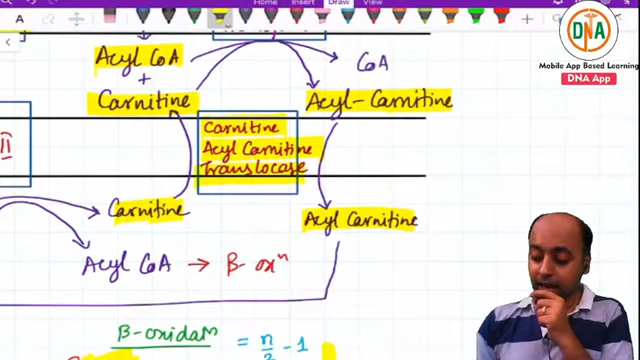 Home Insert Draw View
A
DNA
Mobile App Based Learning
DNA App
Acyl CoA
+
Carnitine
CoA
Acyl-Carnitine
Carnitine
Acyl Carnitine
Translocase
II
Carnitine
Acyl Carnitine
Acyl CoA → B-oxⁿ
B-oxidatn
= n/2 - 1